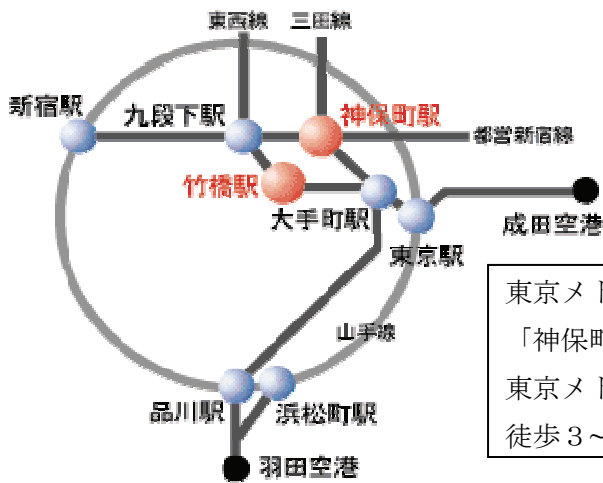 東西線
三田線
新宿駅
九段下駅
神保町駅
都営新宿線
竹橋駅
大手町駅
東京駅
成田空港
山手線
品川駅
浜松町駅
羽田空港
東京メト
「神保町
東京メト
徒歩３～